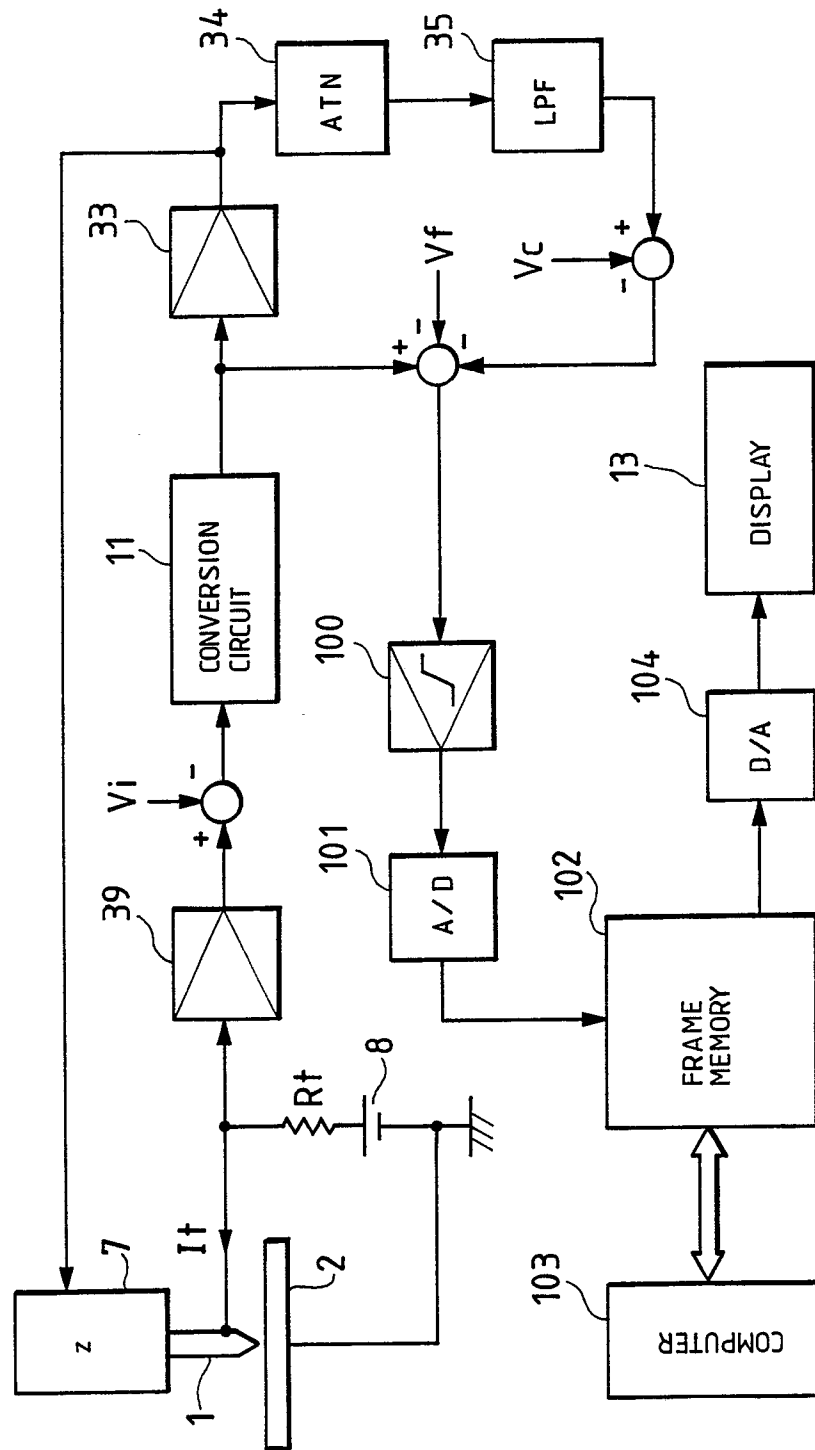 34
ATN
35
LPF
33
+
Vc
-
Vf
-
+
-
11
CONVERSION
CIRCUIT
13
DISPLAY
100
104
D/A
Vi
-
+
101
A/D
39
102
FRAME
MEMORY
Rt
8
It
7
z
1
2
103
COMPUTER